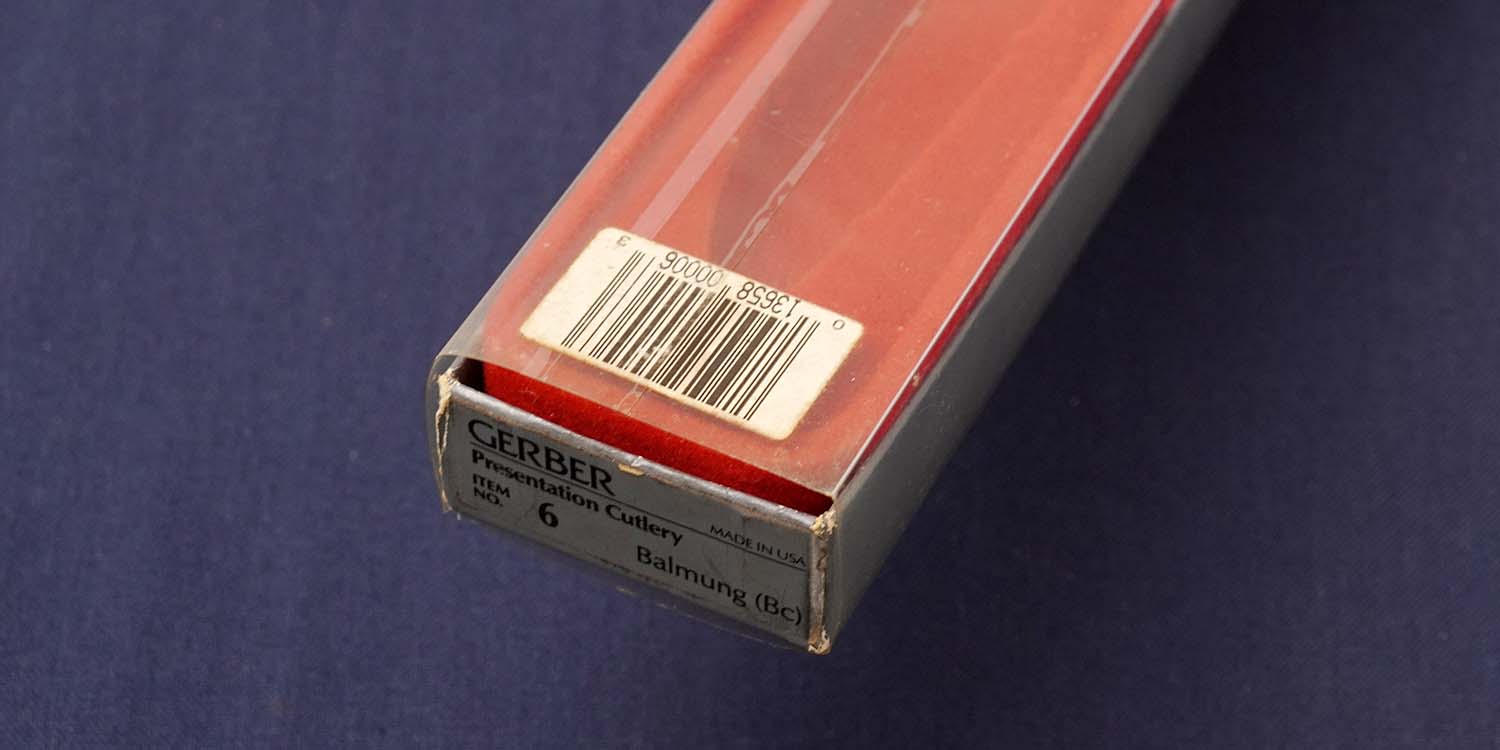 0 13658 00006 3
GERBER
Presentation Cutlery
ITEM
NO. 6
MADE IN USA
Balmung (Bc)